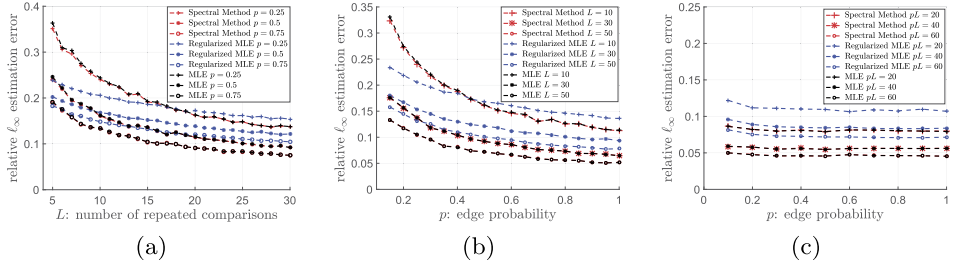 relative ℓ∞ estimation error
0.4
0.3
0.2
0.1
0
5 10 15 20 25 30
L: number of repeated comparisons
Spectral Method p = 0.25
Spectral Method p = 0.5
Spectral Method p = 0.75
Regularized MLE p = 0.25
Regularized MLE p = 0.5
Regularized MLE p = 0.75
MLE p = 0.25
MLE p = 0.5
MLE p = 0.75
(a)
relative ℓ∞ estimation error
0.35
0.3
0.25
0.2
0.15
0.1
0.05
0
0.2 0.4 0.6 0.8 1
p: edge probability
Spectral Method L = 10
Spectral Method L = 30
Spectral Method L = 50
Regularized MLE L = 10
Regularized MLE L = 30
Regularized MLE L = 50
MLE L = 10
MLE L = 30
MLE L = 50
(b)
relative ℓ∞ estimation error
0.25
0.2
0.15
0.1
0.05
0
0 0.2 0.4 0.6 0.8 1
p: edge probability
Spectral Method pL = 20
Spectral Method pL = 40
Spectral Method pL = 60
Regularized MLE pL = 20
Regularized MLE pL = 40
Regularized MLE pL = 60
MLE pL = 20
MLE pL = 40
MLE pL = 60
(c)